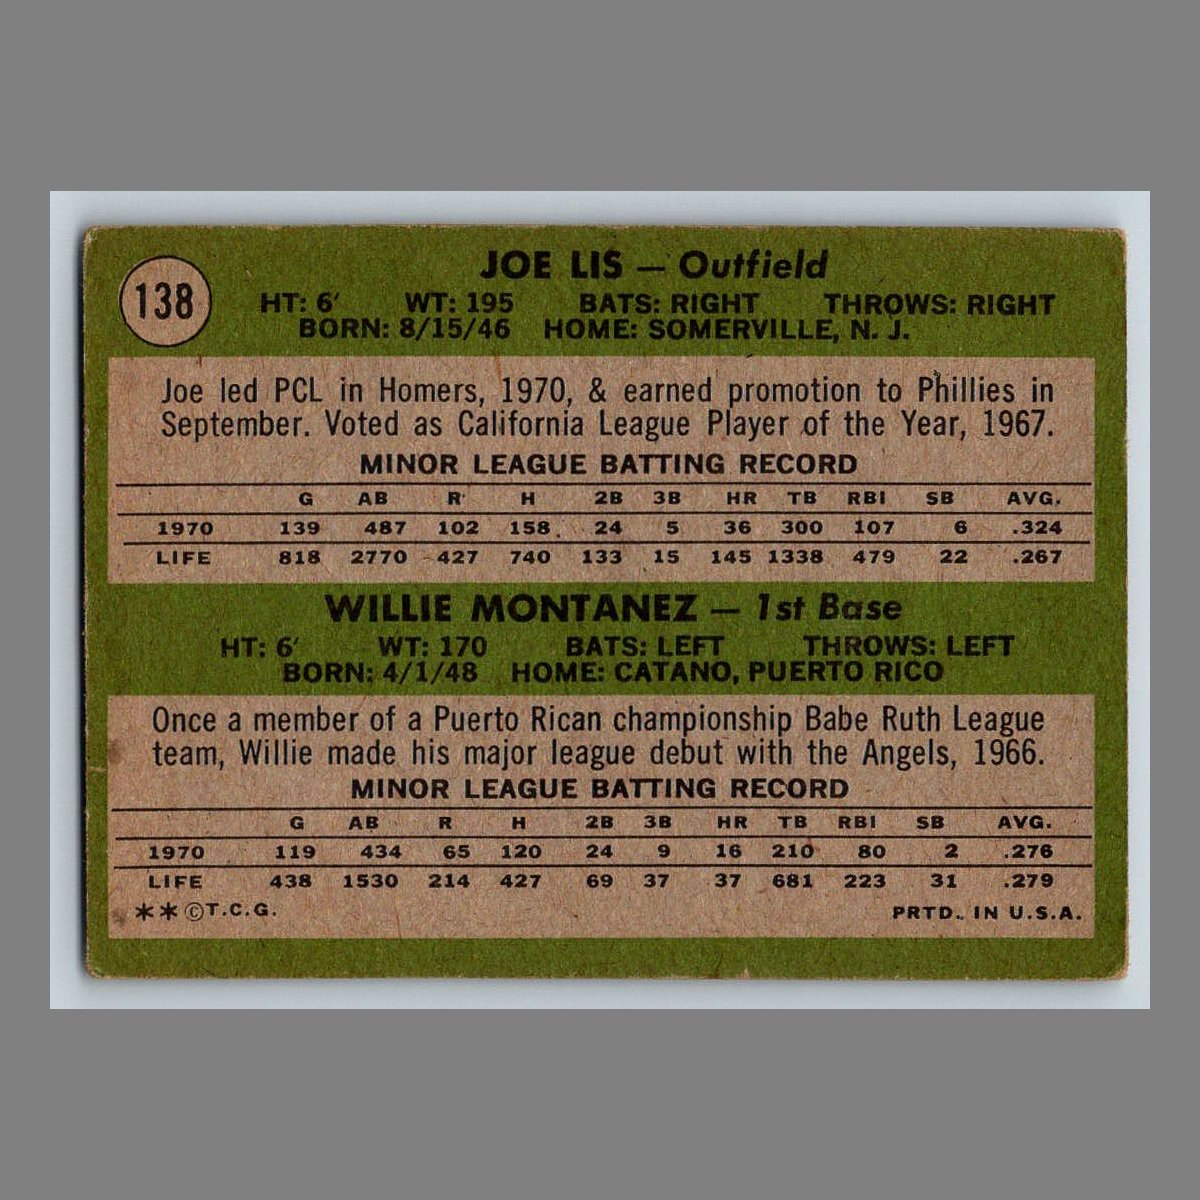 138
JOE LIS — Outfield
HT: 6′ WT: 195 BATS: RIGHT THROWS: RIGHT
BORN: 8/15/46 HOME: SOMERVILLE, N. J.
Joe led PCL in Homers, 1970, & earned promotion to Phillies in
September. Voted as California League Player of the Year, 1967.
MINOR LEAGUE BATTING RECORD
G AB R H 2B 3B HR TB RBI SB AVG.
1970 139 487 102 158 24 5 36 300 107 6 .324
LIFE 818 2770 427 740 133 15 145 1338 479 22 .267
WILLIE MONTANEZ — 1st Base
HT: 6′ WT: 170 BATS: LEFT THROWS: LEFT
BORN: 4/1/48 HOME: CATANO, PUERTO RICO
Once a member of a Puerto Rican championship Babe Ruth League
team, Willie made his major league debut with the Angels, 1966.
MINOR LEAGUE BATTING RECORD
G AB R H 2B 3B HR TB RBI SB AVG.
1970 119 434 65 120 24 9 16 210 80 2 .276
LIFE 438 1530 214 427 69 37 37 681 223 31 .279
**©T.C.G. PRTD. IN U.S.A.